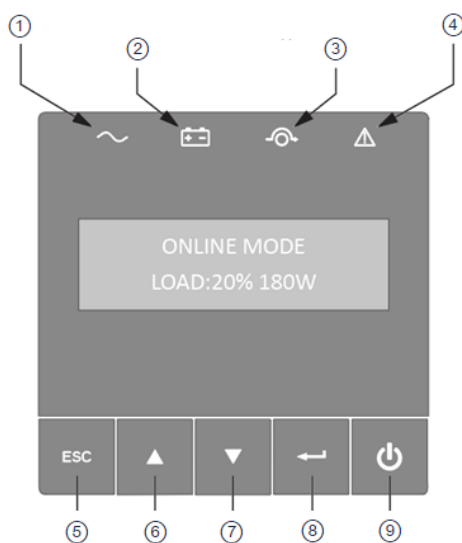 ① ② ③ ④
ONLINE MODE
LOAD:20% 180W
ESC
⑤ ⑥ ⑦ ⑧ ⑨